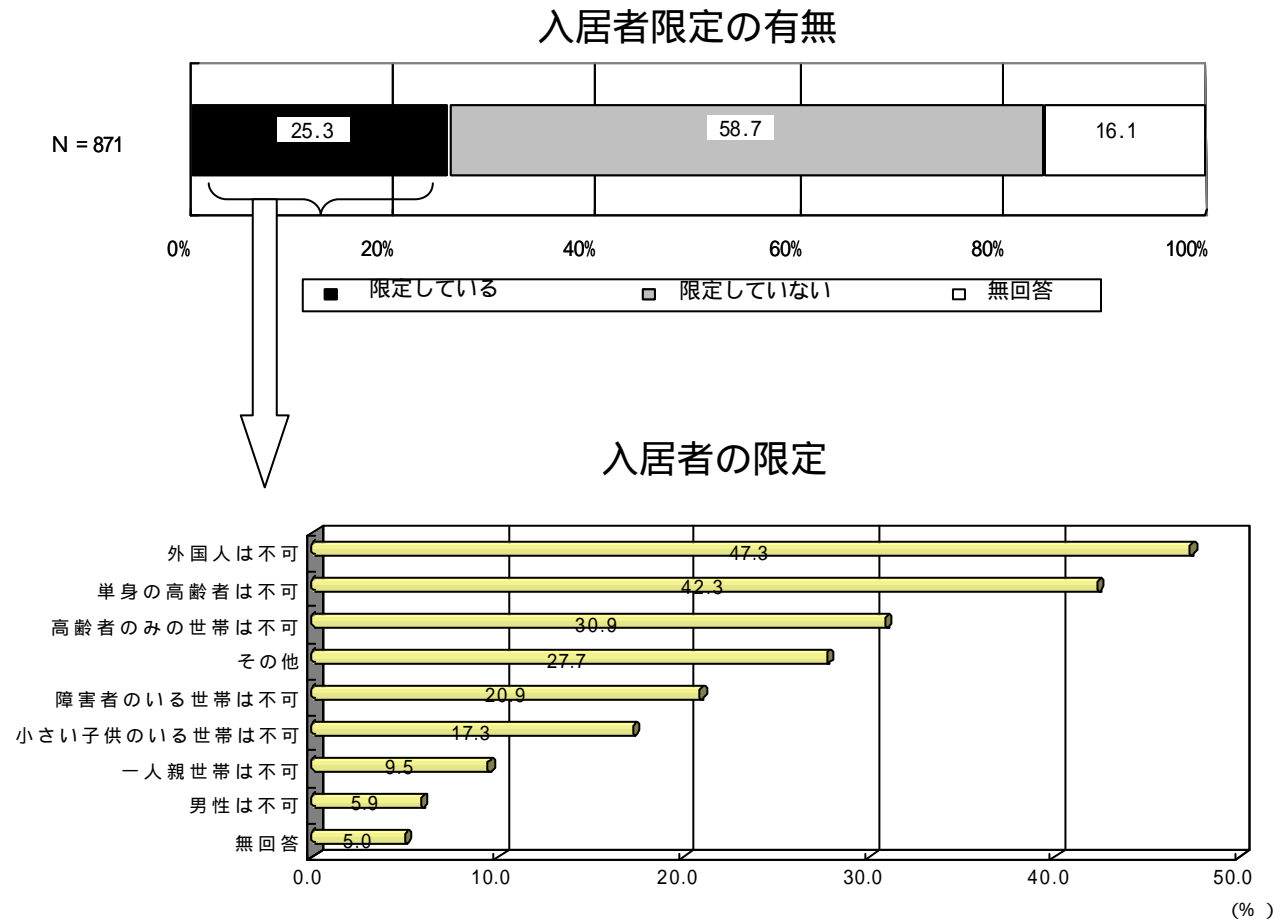 入居者限定の有無
N = 871
25.3
58.7
16.1
0%
20%
40%
60%
80%
100%
限定している
限定していない
無回答
入居者の限定
外国人は不可
47.3
単身の高齢者は不可
42.3
高齢者のみの世帯は不可
30.9
その他
27.7
障害者のいる世帯は不可
20.9
小さい子供のいる世帯は不可
17.3
一人親世帯は不可
9.5
男性は不可
5.9
無回答
5.0
0.0
10.0
20.0
30.0
40.0
50.0
(% )